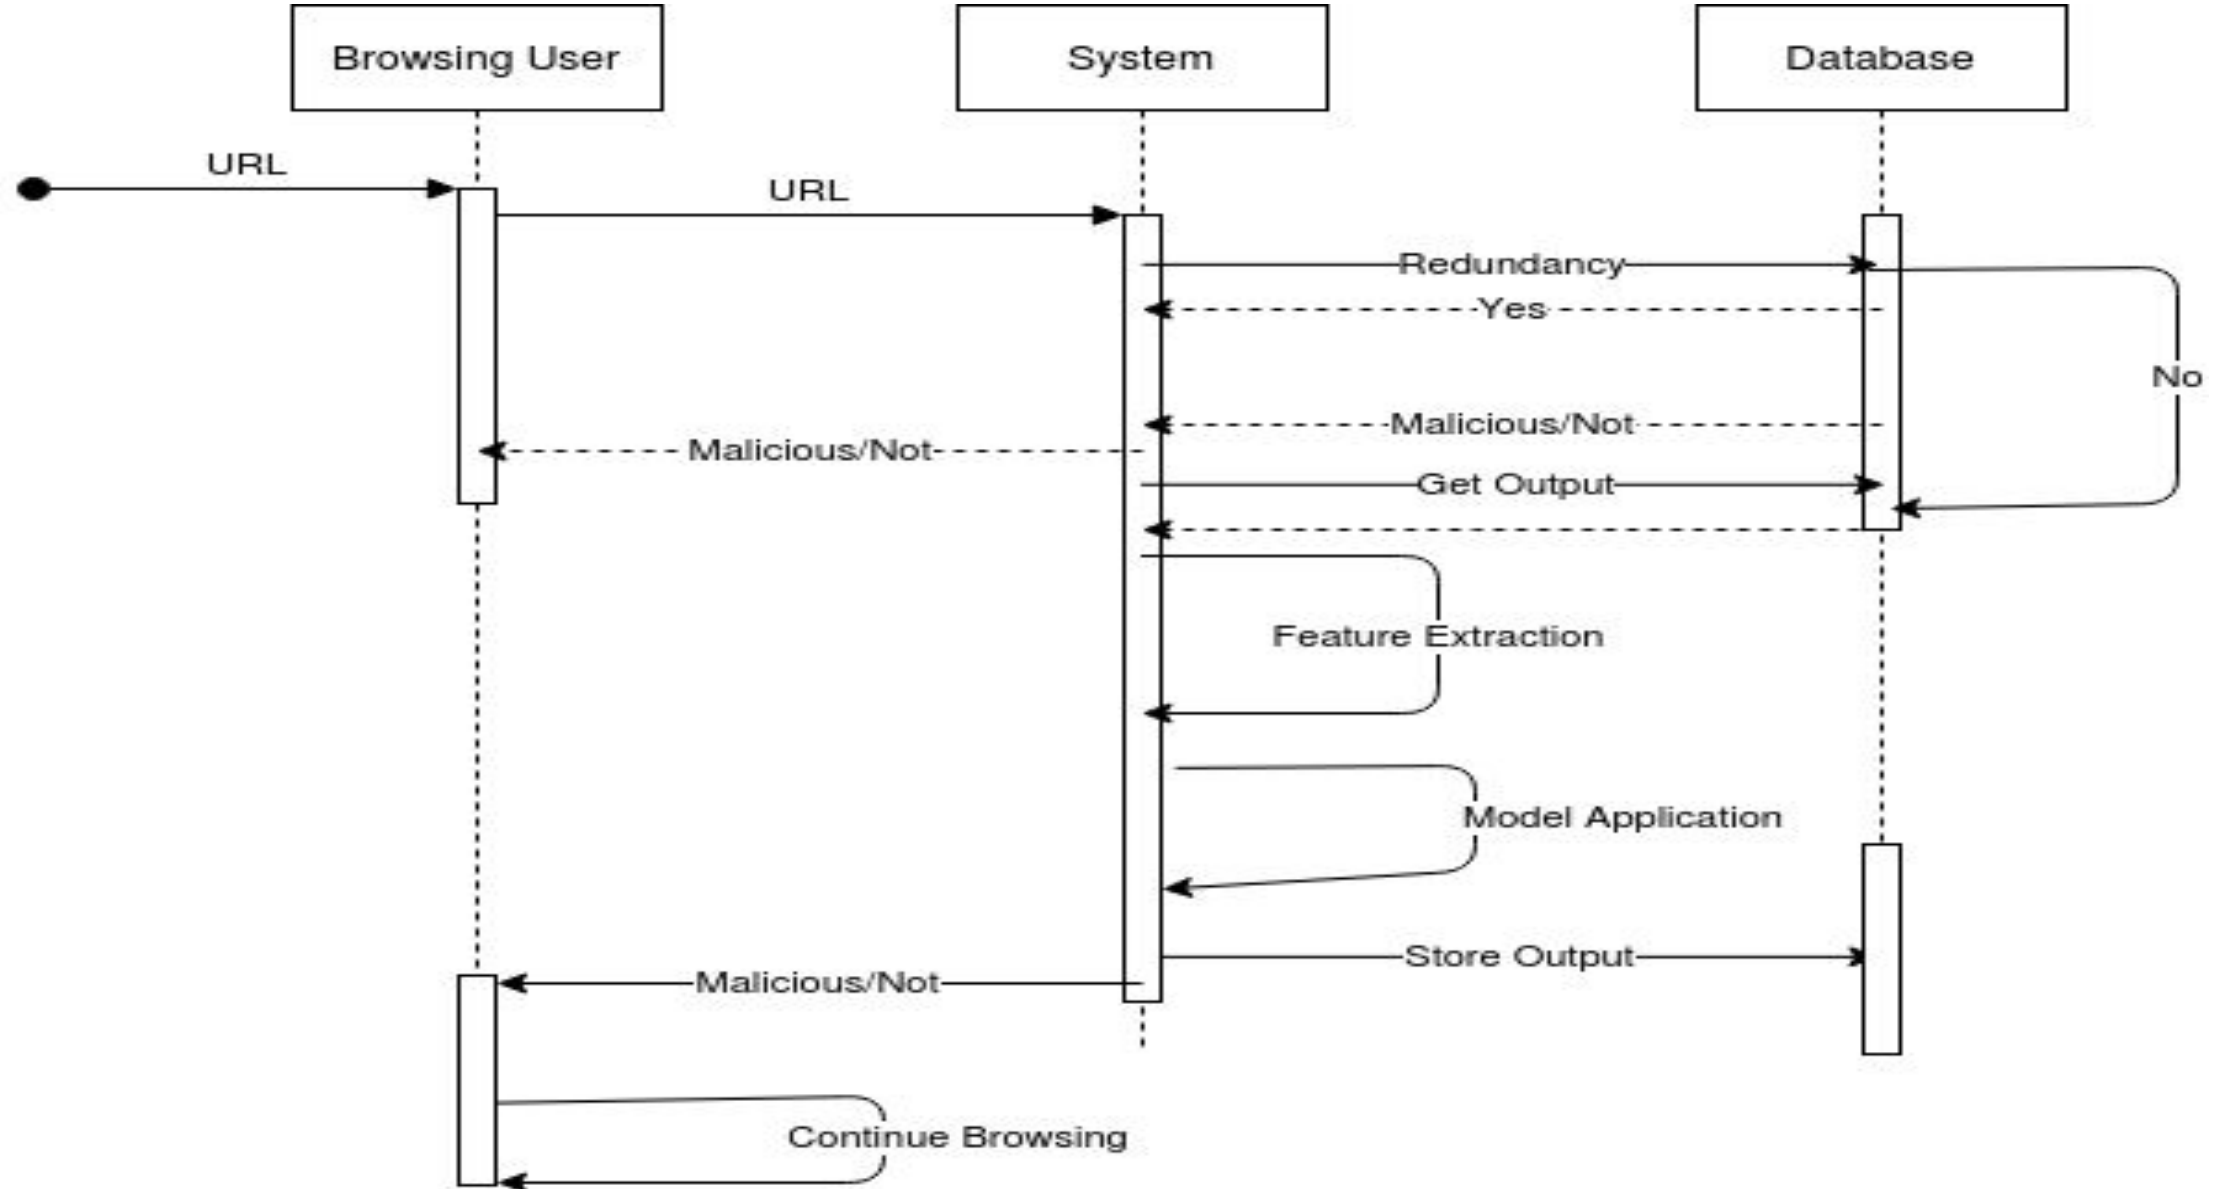 Browsing User
System
Database
URL
URL
Redundancy
Yes
No
Malicious/Not
Malicious/Not
Get Output
Feature Extraction
Model Application
Store Output
Malicious/Not
Continue Browsing